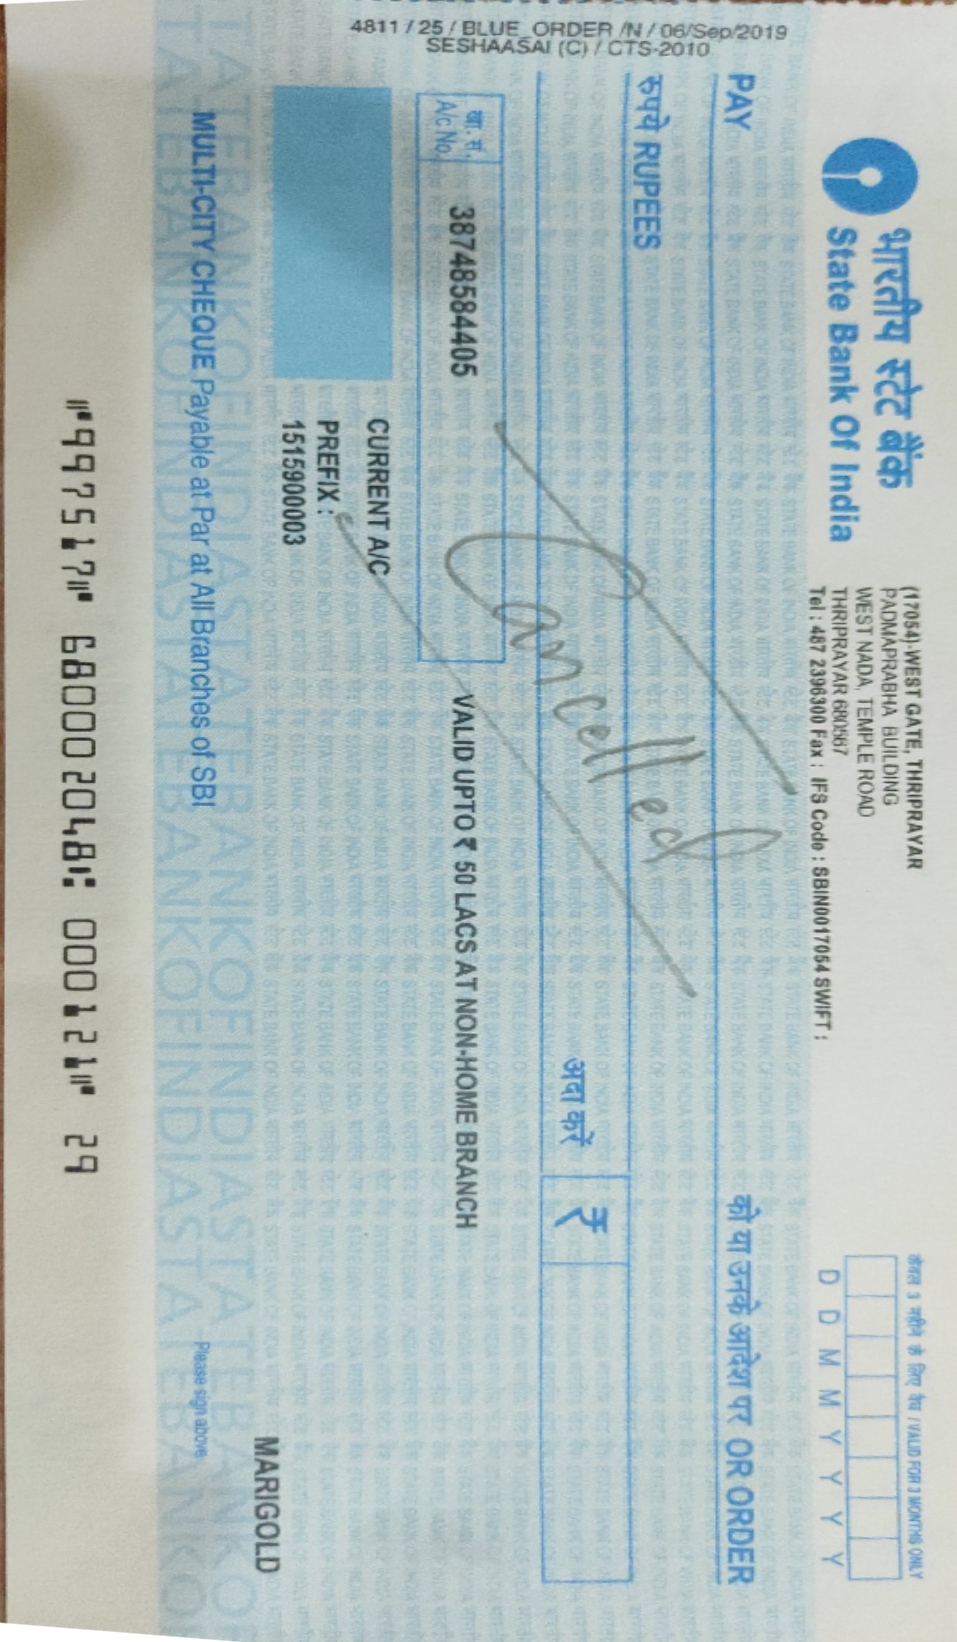 4811 / 25 / BLUE_ORDER /N / 06/Sep/2019
SESHAASAI (C) / CTS-2010
भारतीय स्टेट बैंक
State Bank Of India
(17054)-WEST GATE, THRIPRAYAR
PADMAPRABHA BUILDING
WEST NADA, TEMPLE ROAD
THRIPRAYAR 680567
Tel : 487 2396300 Fax : IFS Code : SBIN0017054 SWIFT :
केवल 3 महीने के लिए वैध / VALID FOR 3 MONTHS ONLY
D D M M Y Y Y Y
PAY
को या उनके आदेश पर OR ORDER
रुपये RUPEES
अदा करें ₹
Cancelled
खा. सं.
A/c No.
38748584405
VALID UPTO ₹ 50 LACS AT NON-HOME BRANCH
CURRENT A/C
PREFIX :
1515900003
MARIGOLD
MULTI-CITY CHEQUE Payable at Par at All Branches of SBI
Please sign above
⑈997517⑈ 680002048⑆ 000121⑈ 29